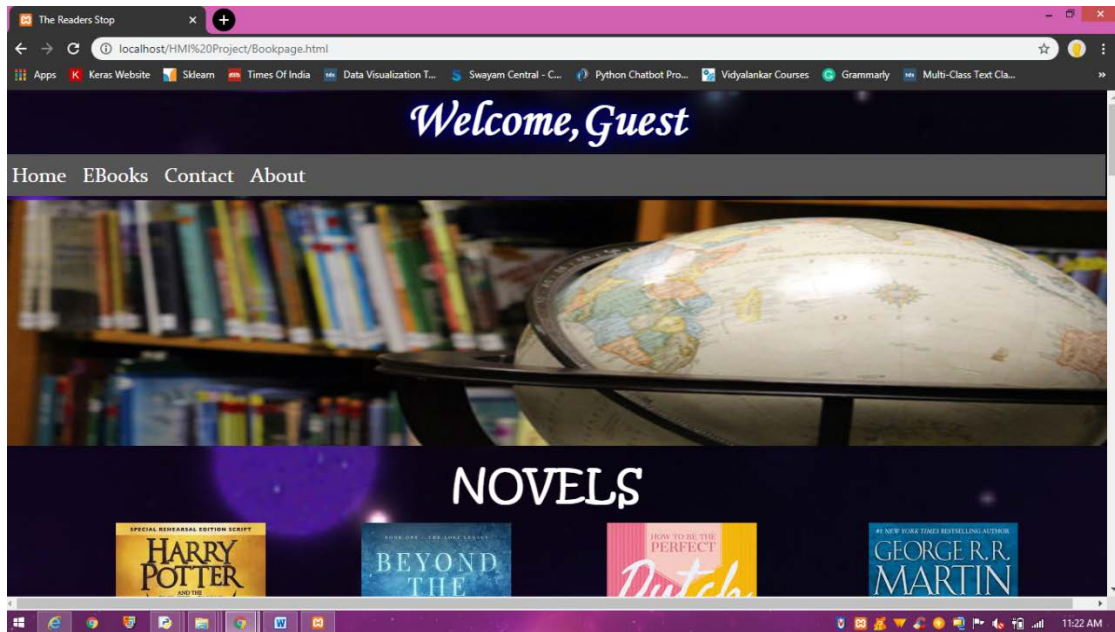 The Readers Stop
localhost/HMI%20Project/Bookpage.html
Apps Keras Website Sklearn Times Of India Data Visualization T... Swayam Central - C... Python Chatbot Pro... Vidyalankar Courses Grammarly Multi-Class Text Cla... »
Welcome, Guest
Home EBooks Contact About
NOVELS
SPECIAL REHEARSAL EDITION SCRIPT
HARRY
POTTER
AND THE
BOOK ONE - THE LOKI LEGACY
BEYOND
THE
HOW TO BE THE
PERFECT
Dutch
#1 NEW YORK TIMES BESTSELLING AUTHOR
GEORGE R. R.
MARTIN
11:22 AM